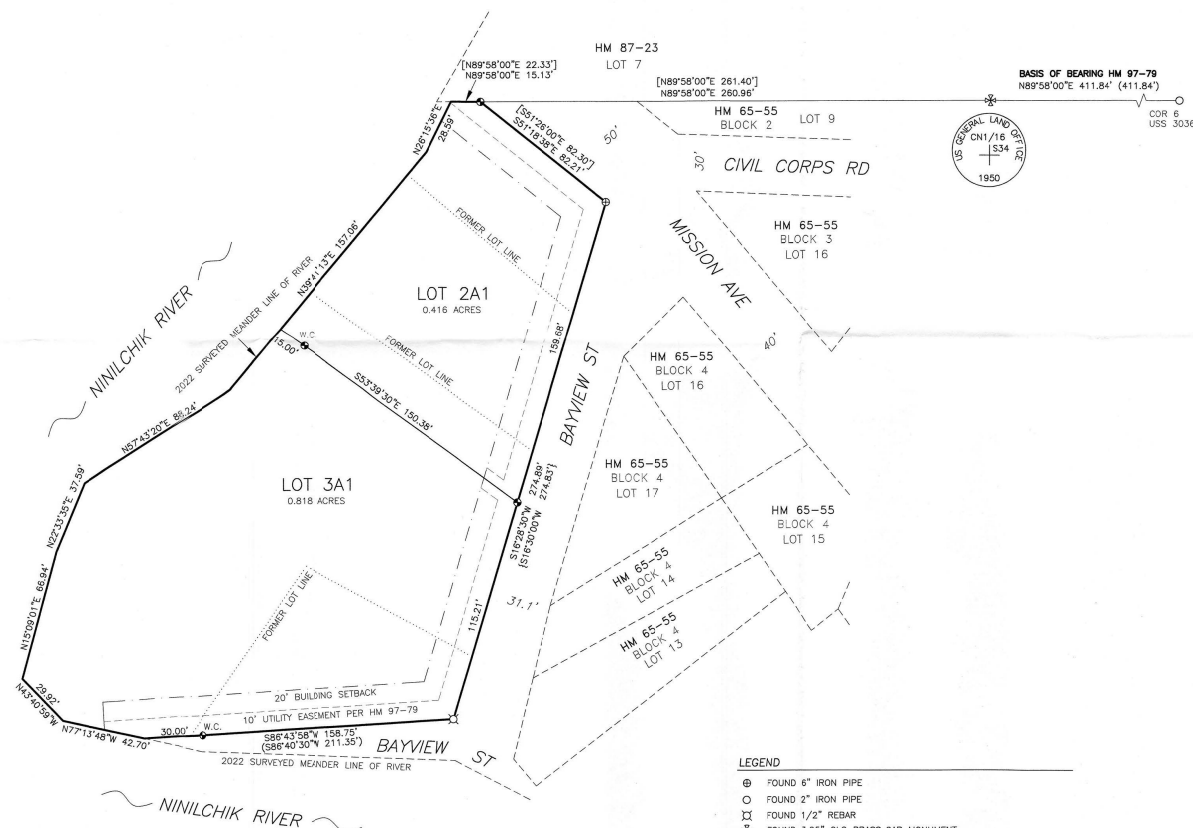 HM 87-23
LOT 7
[N89°58'00"E 22.33']
N89°58'00"E 15.13'
[N89°58'00"E 261.40']
N89°58'00"E 260.96'
BASIS OF BEARING HM 97-79
N89°58'00"E 411.84' (411.84')
COR 6
USS 3036
HM 65-55
BLOCK 2 LOT 9
US GENERAL LAND OFFICE
CN1/16
S34
1950
N26°15'36"E
28.59'
[S51°26'00"E 82.30']
S51°18'38"E 82.21'
50'
30'
CIVIL CORPS RD
MISSION AVE
40'
HM 65-55
BLOCK 3
LOT 16
FORMER LOT LINE
N39°41'13"E 157.06'
2022 SURVEYED MEANDER LINE OF RIVER
NINILCHIK RIVER
LOT 2A1
0.416 ACRES
FORMER LOT LINE
159.68'
BAYVIEW ST
W.C.
15.00'
S53°39'30"E 150.38'
N57°43'20"E 88.24'
HM 65-55
BLOCK 4
LOT 16
HM 65-55
BLOCK 4
LOT 17
HM 65-55
BLOCK 4
LOT 15
HM 65-55
BLOCK 4
LOT 14
HM 65-55
BLOCK 4
LOT 13
LOT 3A1
0.818 ACRES
S16°28'30"W 274.89'
[S16°30'00"W 274.83']
N22°33'35"E 37.59'
N15°09'01"E 66.94'
FORMER LOT LINE
31.1'
115.21'
29.92'
N43°40'59"W
N77°13'48"W 42.70'
20' BUILDING SETBACK
10' UTILITY EASEMENT PER HM 97-79
30.00'
W.C.
S86°43'58"W 158.75'
(S86°40'30"W 211.35')
BAYVIEW ST
2022 SURVEYED MEANDER LINE OF RIVER
NINILCHIK RIVER
LEGEND
FOUND 6" IRON PIPE
FOUND 2" IRON PIPE
FOUND 1/2" REBAR